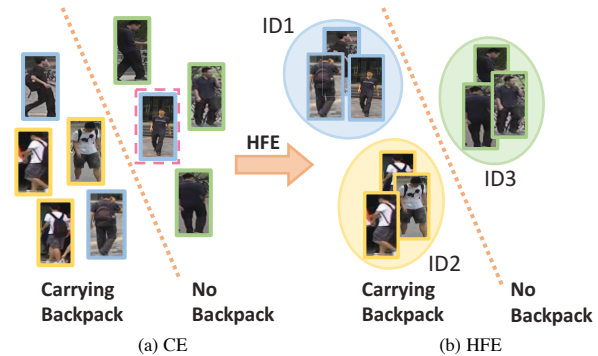 ID1
HFE
ID3
ID2
Carrying
Backpack
No
Backpack
Carrying
Backpack
No
Backpack
(a) CE
(b) HFE